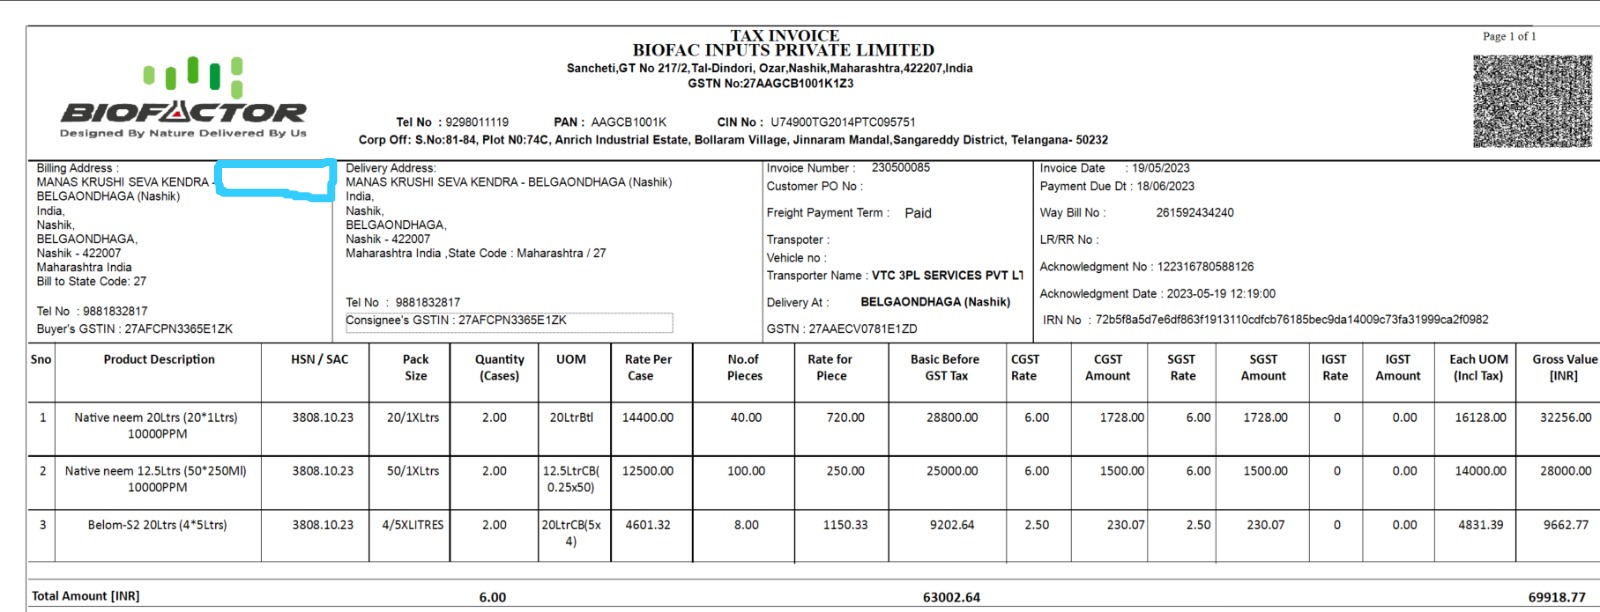 TAX INVOICE
BIOFAC INPUTS PRIVATE LIMITED
Page 1 of 1
Sancheti,GT No 217/2,Tal-Dindori, Ozar,Nashik,Maharashtra,422207,India
GSTN No:27AAGCB1001K1Z3
BIOFACTOR
Designed By Nature Delivered By Us
Tel No : 9298011119 PAN : AAGCB1001K CIN No : U74900TG2014PTC095751
Corp Off: S.No:81-84, Plot N0:74C, Anrich Industrial Estate, Bollaram Village, Jinnaram Mandal,Sangareddy District, Telangana- 50232
Billing Address :
MANAS KRUSHI SEVA KENDRA -
BELGAONDHAGA (Nashik)
India,
Nashik,
BELGAONDHAGA,
Nashik - 422007
Maharashtra India
Bill to State Code: 27
Tel No : 9881832817
Buyer's GSTIN : 27AFCPN3365E1ZK
Delivery Address:
MANAS KRUSHI SEVA KENDRA - BELGAONDHAGA (Nashik)
India,
Nashik,
BELGAONDHAGA,
Nashik - 422007
Maharashtra India ,State Code : Maharashtra / 27
Tel No : 9881832817
Consignee's GSTIN : 27AFCPN3365E1ZK
Invoice Number : 230500085
Customer PO No :
Freight Payment Term : Paid
Transpoter :
Vehicle no :
Transporter Name : VTC 3PL SERVICES PVT LT
Delivery At : BELGAONDHAGA (Nashik)
GSTN : 27AAECV0781E1ZD
Invoice Date : 19/05/2023
Payment Due Dt : 18/06/2023
Way Bill No : 261592434240
LR/RR No :
Acknowledgment No : 122316780588126
Acknowledgment Date : 2023-05-19 12:19:00
IRN No : 72b5f8a5d7e6df863f1913110cdfcb76185bec9da14009c73fa31999ca2f0982
Sno Product Description HSN / SAC Pack Size Quantity (Cases) UOM Rate Per Case No.of Pieces Rate for Piece Basic Before GST Tax CGST Rate CGST Amount SGST Rate SGST Amount IGST Rate IGST Amount Each UOM (Incl Tax) Gross Value [INR]
1 Native neem 20Ltrs (20*1Ltrs) 10000PPM 3808.10.23 20/1XLtrs 2.00 20LtrBtl 14400.00 40.00 720.00 28800.00 6.00 1728.00 6.00 1728.00 0 0.00 16128.00 32256.00
2 Native neem 12.5Ltrs (50*250Ml) 10000PPM 3808.10.23 50/1XLtrs 2.00 12.5LtrCB(0.25x50) 12500.00 100.00 250.00 25000.00 6.00 1500.00 6.00 1500.00 0 0.00 14000.00 28000.00
3 Belom-S2 20Ltrs (4*5Ltrs) 3808.10.23 4/5XLITRES 2.00 20LtrCB(5x4) 4601.32 8.00 1150.33 9202.64 2.50 230.07 2.50 230.07 0 0.00 4831.39 9662.77
Total Amount [INR] 6.00 63002.64 69918.77